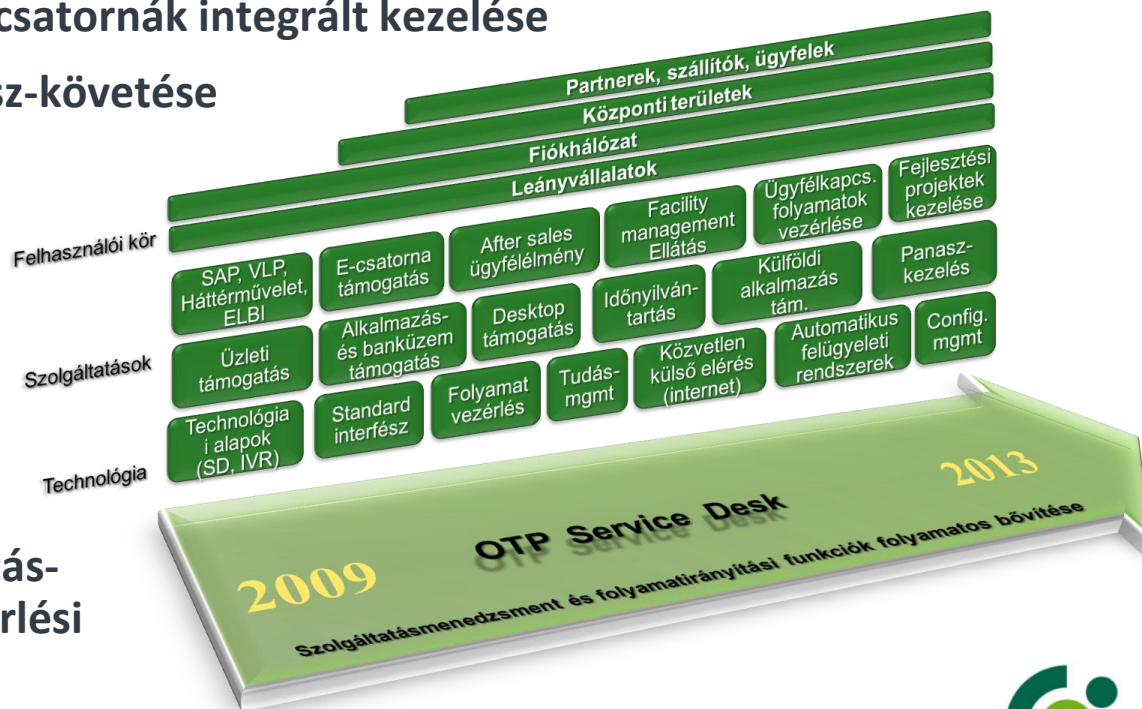 csatornák integrált kezelése
sz-követése
Partnerek, szállítók, ügyfelek
Központi területek
Fiókhálózat
Leányvállalatok
Felhasználói kör
SAP, VLP,
Háttérművelet,
ELBI
E-csatorna
támogatás
After sales
ügyfélélmény
Facility
management
Ellátás
Ügyfélkapcs.
folyamatok
vezérlése
Fejlesztési
projektek
kezelése
Szolgáltatások
Üzleti
támogatás
Alkalmazás-
és banküzem
támogatás
Desktop
támogatás
Időnyilván-
tartás
Külföldi
alkalmazás
tám.
Panasz-
kezelés
Technológia
Technológia
i alapok
(SD, IVR)
Standard
interfész
Folyamat
vezérlés
Tudás-
mgmt
Közvetlen
külső elérés
(internet)
Automatikus
felügyeleti
rendszerek
Config.
mgmt
2009
OTP Service Desk
2013
Szolgáltatásmenedzsment és folyamatirányítási funkciók folyamatos bővítése
tás-
rlési